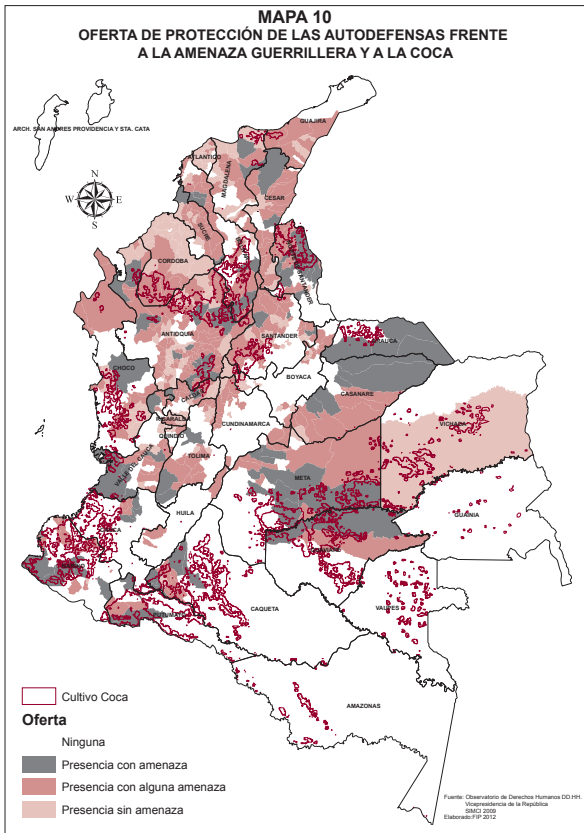 MAPA 10
OFERTA DE PROTECCIÓN DE LAS AUTODEFENSAS FRENTE
A LA AMENAZA GUERRILLERA Y A LA COCA
GUAJIRA
ARCH. SAN ANDRES PROVIDENCIA Y STA. CATA
ATLANTICO
MAGDALENA
N
W
E
S
CESAR
SUCRE
CORDOBA
SANTANDER
ANTIOQUIA
SANTANDER
ARAUCA
BOYACA
CHOCO
CASANARE
CALDAS
RISARALDA
CUNDINAMARCA
VICHADA
QUINDIO
TOLIMA
VALLE DEL CAUCA
META
GUAINIA
HUILA
CAUCA
CAQUETA
VAUPES
PUTUMAYO
AMAZONAS
Cultivo Coca
Oferta
Ninguna
Presencia con amenaza
Presencia con alguna amenaza
Presencia sin amenaza
Fuente: Observatorio de Derechos Humanos DD.HH.
Vicepresidencia de la República
SIMCI 2009
Elaborado:FIP 2012